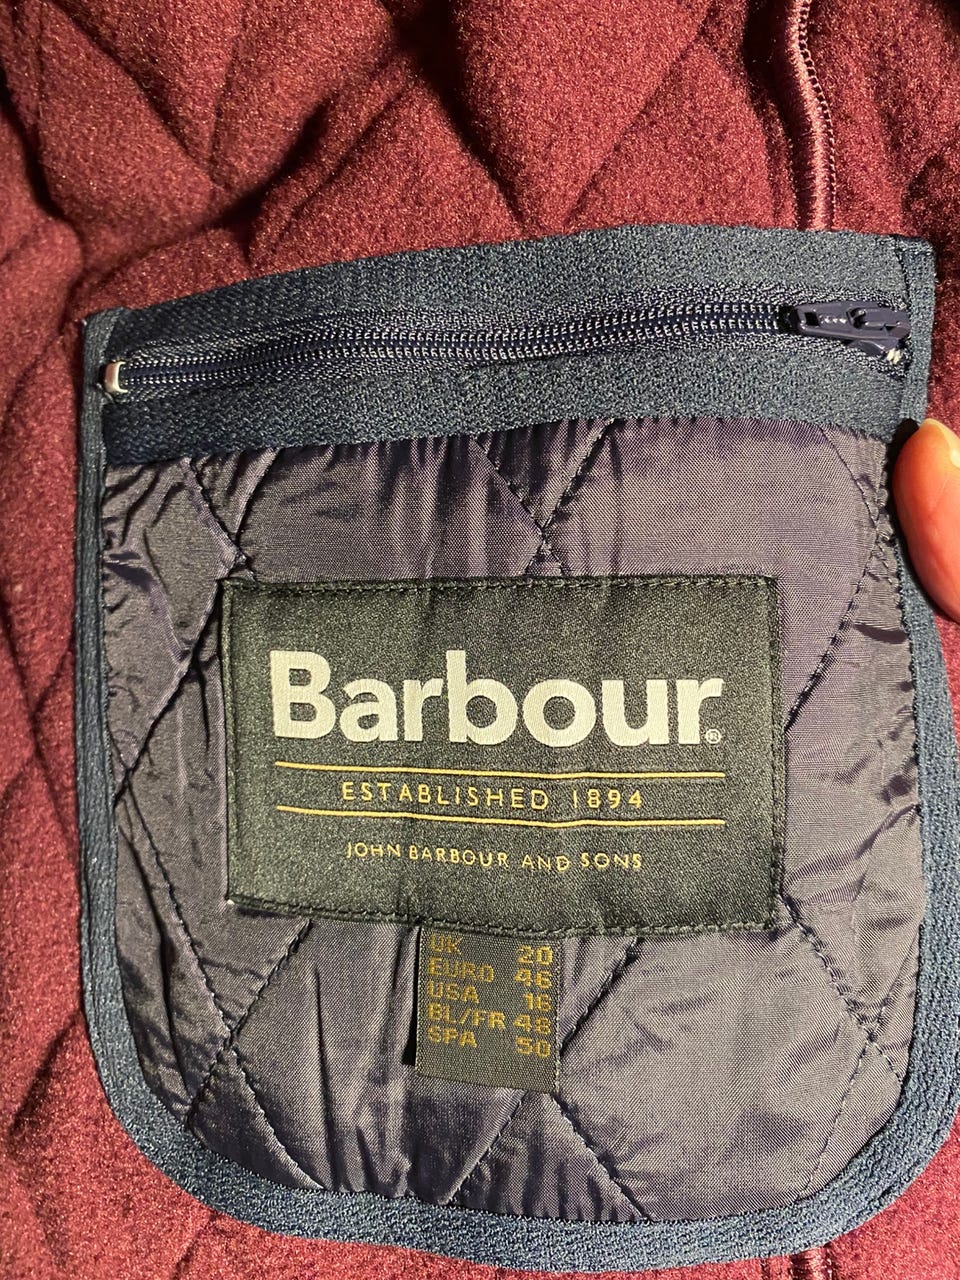 Barbour®
ESTABLISHED 1894
JOHN BARBOUR AND SONS
UK 20
EURO 46
USA 16
BL/FR 48
SPA 50